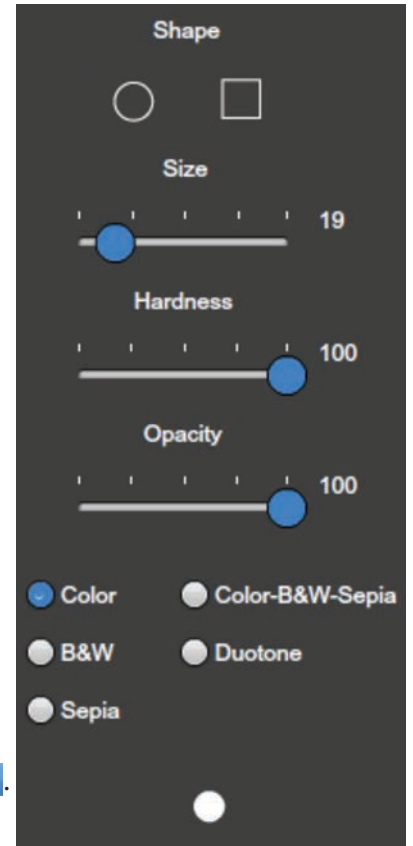 Shape
Size
19
Hardness
100
Opacity
100
Color
Color-B&W-Sepia
B&W
Duotone
Sepia
.